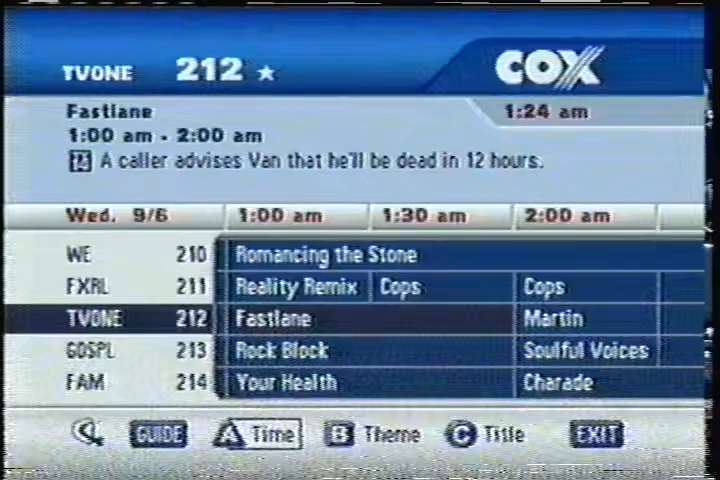 TVONE 212 ★ COX
Fastlane 1:24 am
1:00 am - 2:00 am
A caller advises Van that he'll be dead in 12 hours.
Wed. 9/6 1:00 am 1:30 am 2:00 am
WE 210 Romancing the Stone
FXRL 211 Reality Remix Cops Cops
TVONE 212 Fastlane Martin
GOSPL 213 Rock Block Soulful Voices
FAM 214 Your Health Charade
GUIDE A Time B Theme C Title EXIT